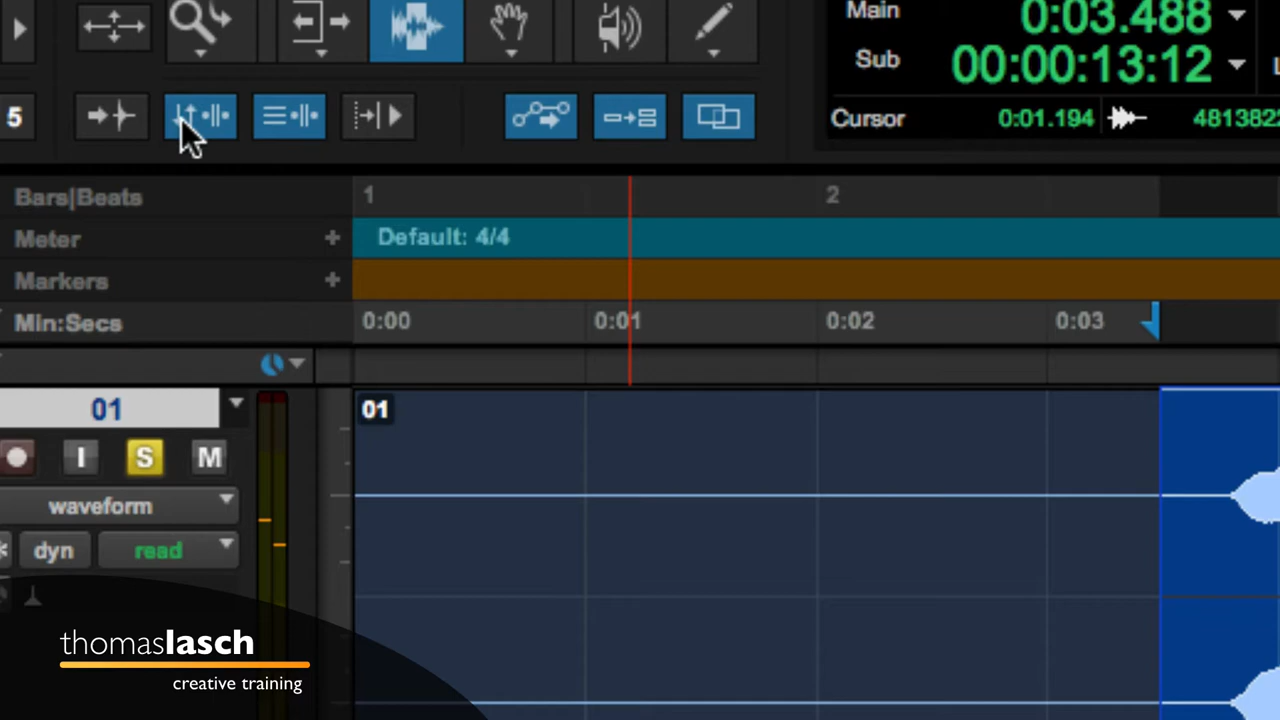 Main 0:03.488
Sub 00:00:13:12
5
Cursor 0:01.194 481382
Bars|Beats 1 2
Meter + Default: 4/4
Markers +
Min:Secs 0:00 0:01 0:02 0:03
01 01
I S M
waveform
dyn read
thomaslasch
creative training